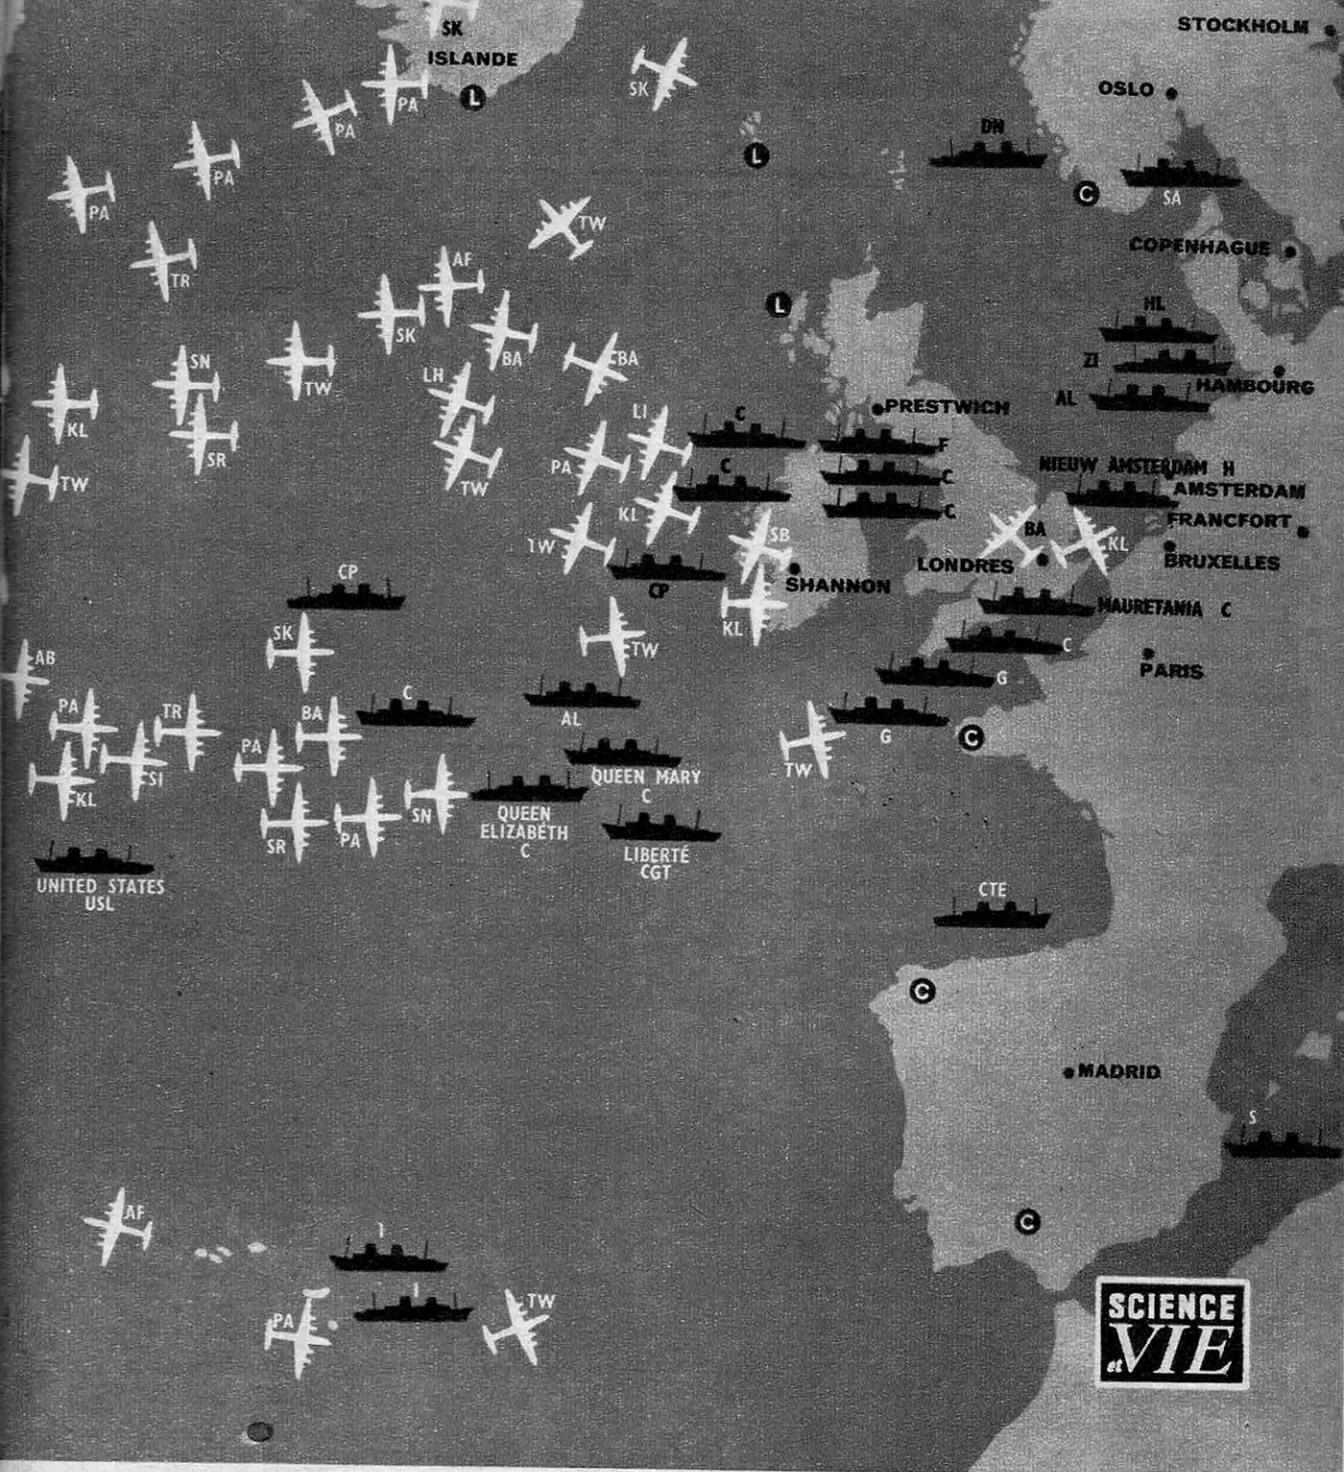 SK
ISLANDE
L
SK
PA
PA
PA
PA
TR
TW
STOCKHOLM
OSLO
DN
L
C
SA
COPENHAGUE
AF
SK
BA
L
HL
ZI
HAMBOURG
AL
SN
TW
BA
LH
KL
SR
TW
TW
PA
LI
KL
TW
C
C
PRESTWICH
F
C
C
NIEUW AMSTERDAM H
AMSTERDAM
FRANCFORT
BRUXELLES
BA
KL
LONDRES
SB
SHANNON
KL
CP
CP
MAURETANIA C
C
PARIS
G
G
C
SK
TW
AB
PA
TR
SI
KL
PA
BA
C
AL
TW
SR
PA
SN
QUEEN MARY
C
QUEEN
ELIZABETH
C
LIBERTÉ
CGT
UNITED STATES
USL
CTE
C
MADRID
S
C
AF
I
I
PA
TW
SCIENCE
et VIE